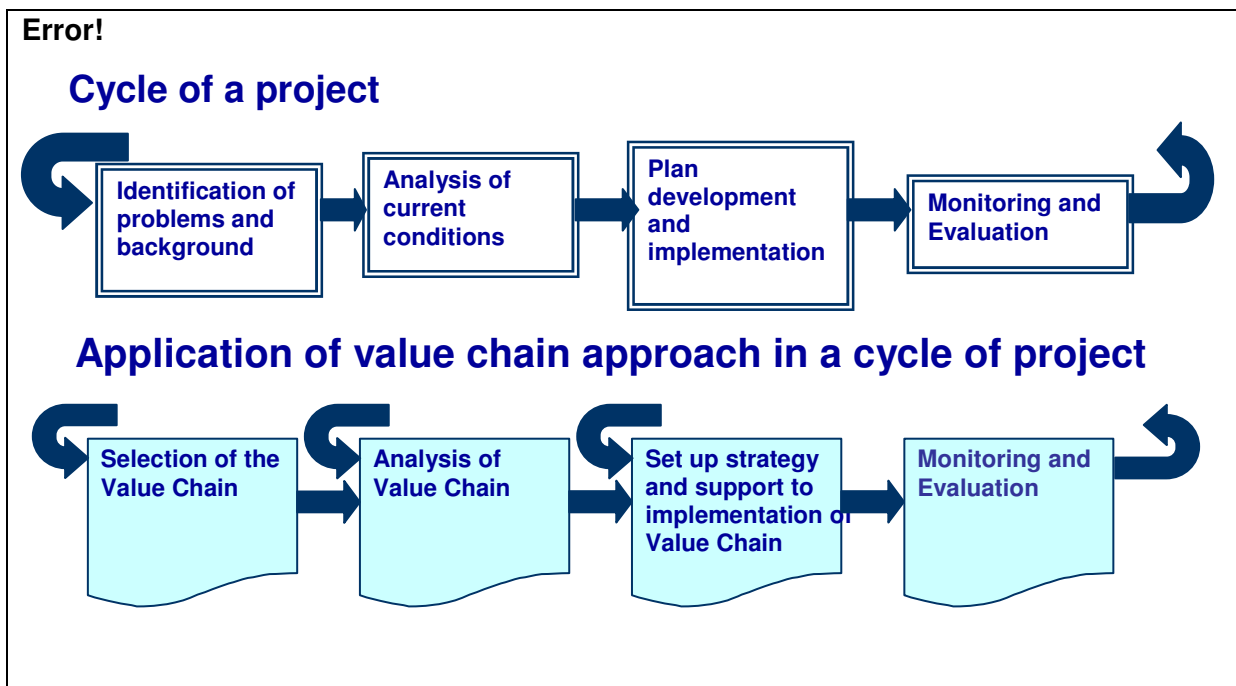 Error!
Cycle of a project
Identification of
problems and
background
Analysis of
current
conditions
Plan
development
and
implementation
Monitoring and
Evaluation
Application of value chain approach in a cycle of project
Selection of the
Value Chain
Analysis of
Value Chain
Set up strategy
and support to
implementation of
Value Chain
Monitoring and
Evaluation